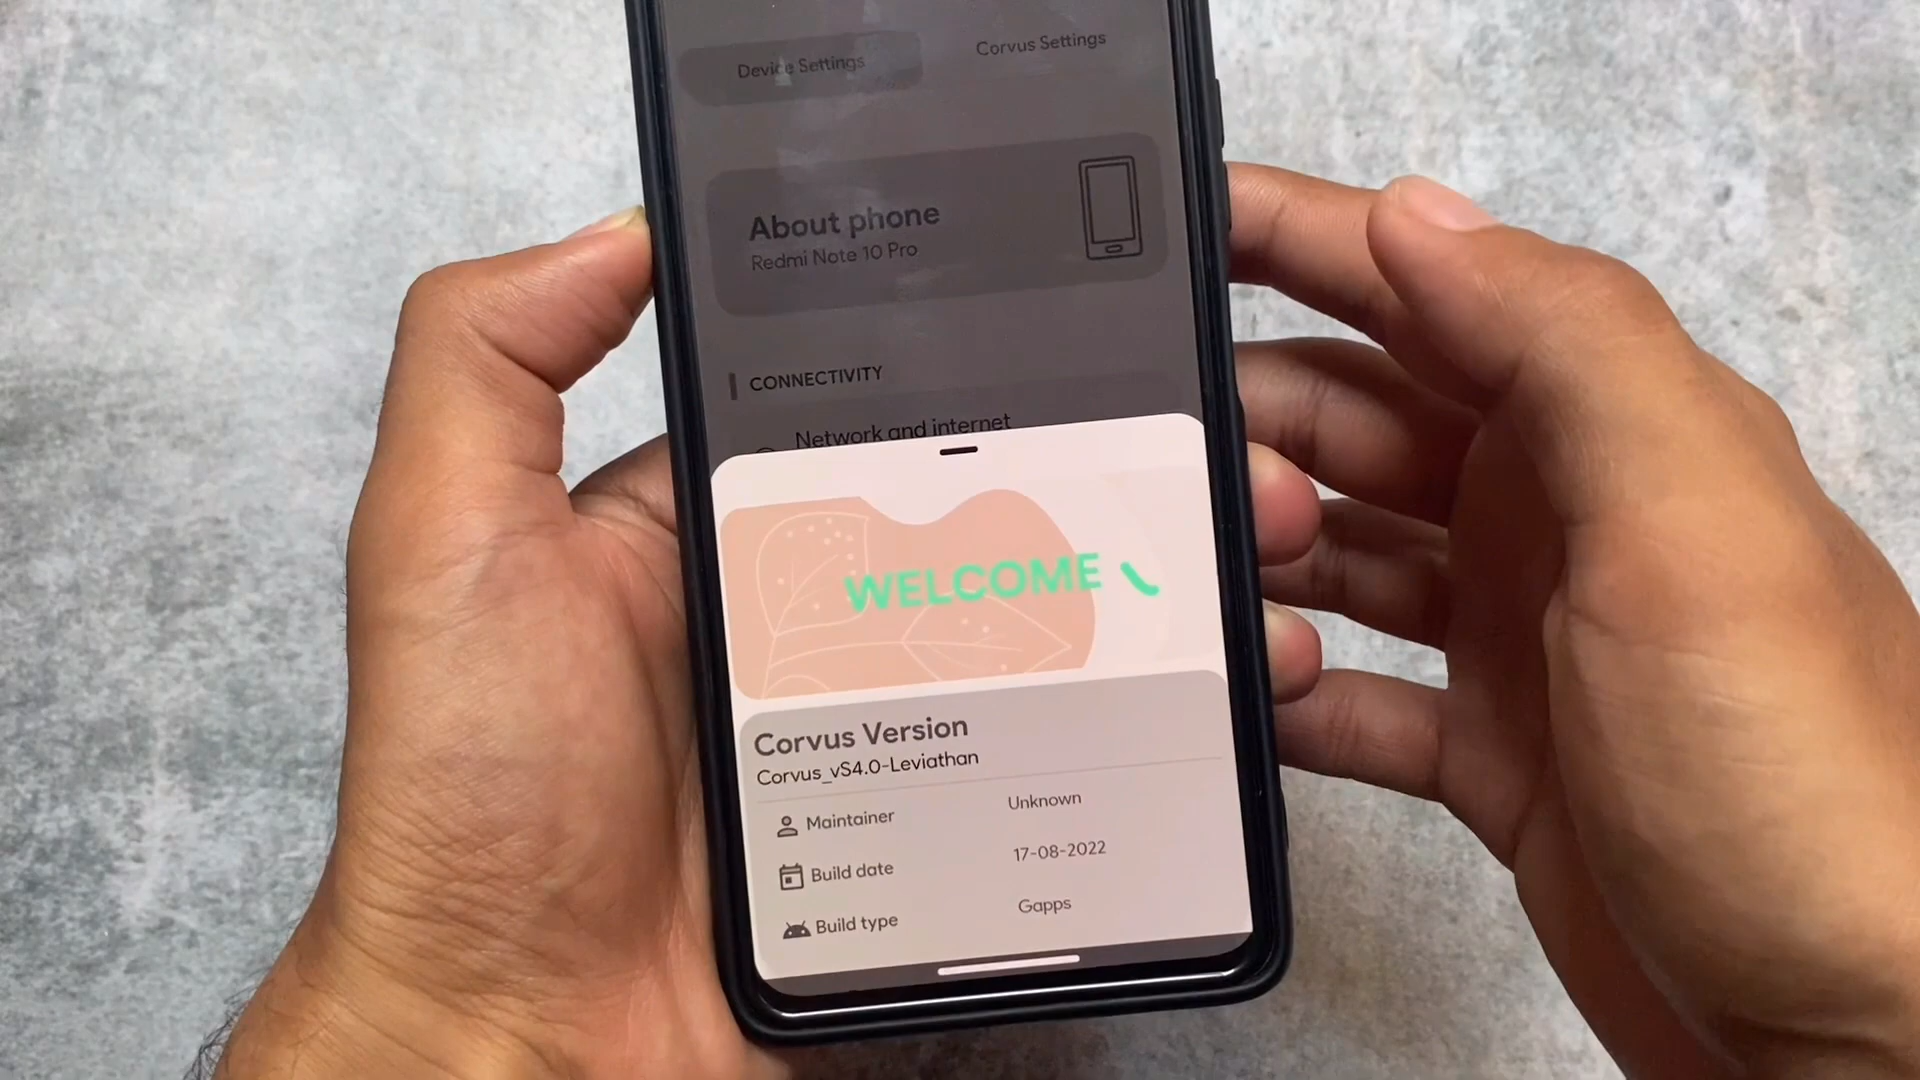 Device Settings
Corvus Settings
About phone
Redmi Note 10 Pro
CONNECTIVITY
Network and internet
WELCOME
Corvus Version
Corvus_vS4.0-Leviathan
Maintainer
Unknown
Build date
17-08-2022
Build type
Gapps